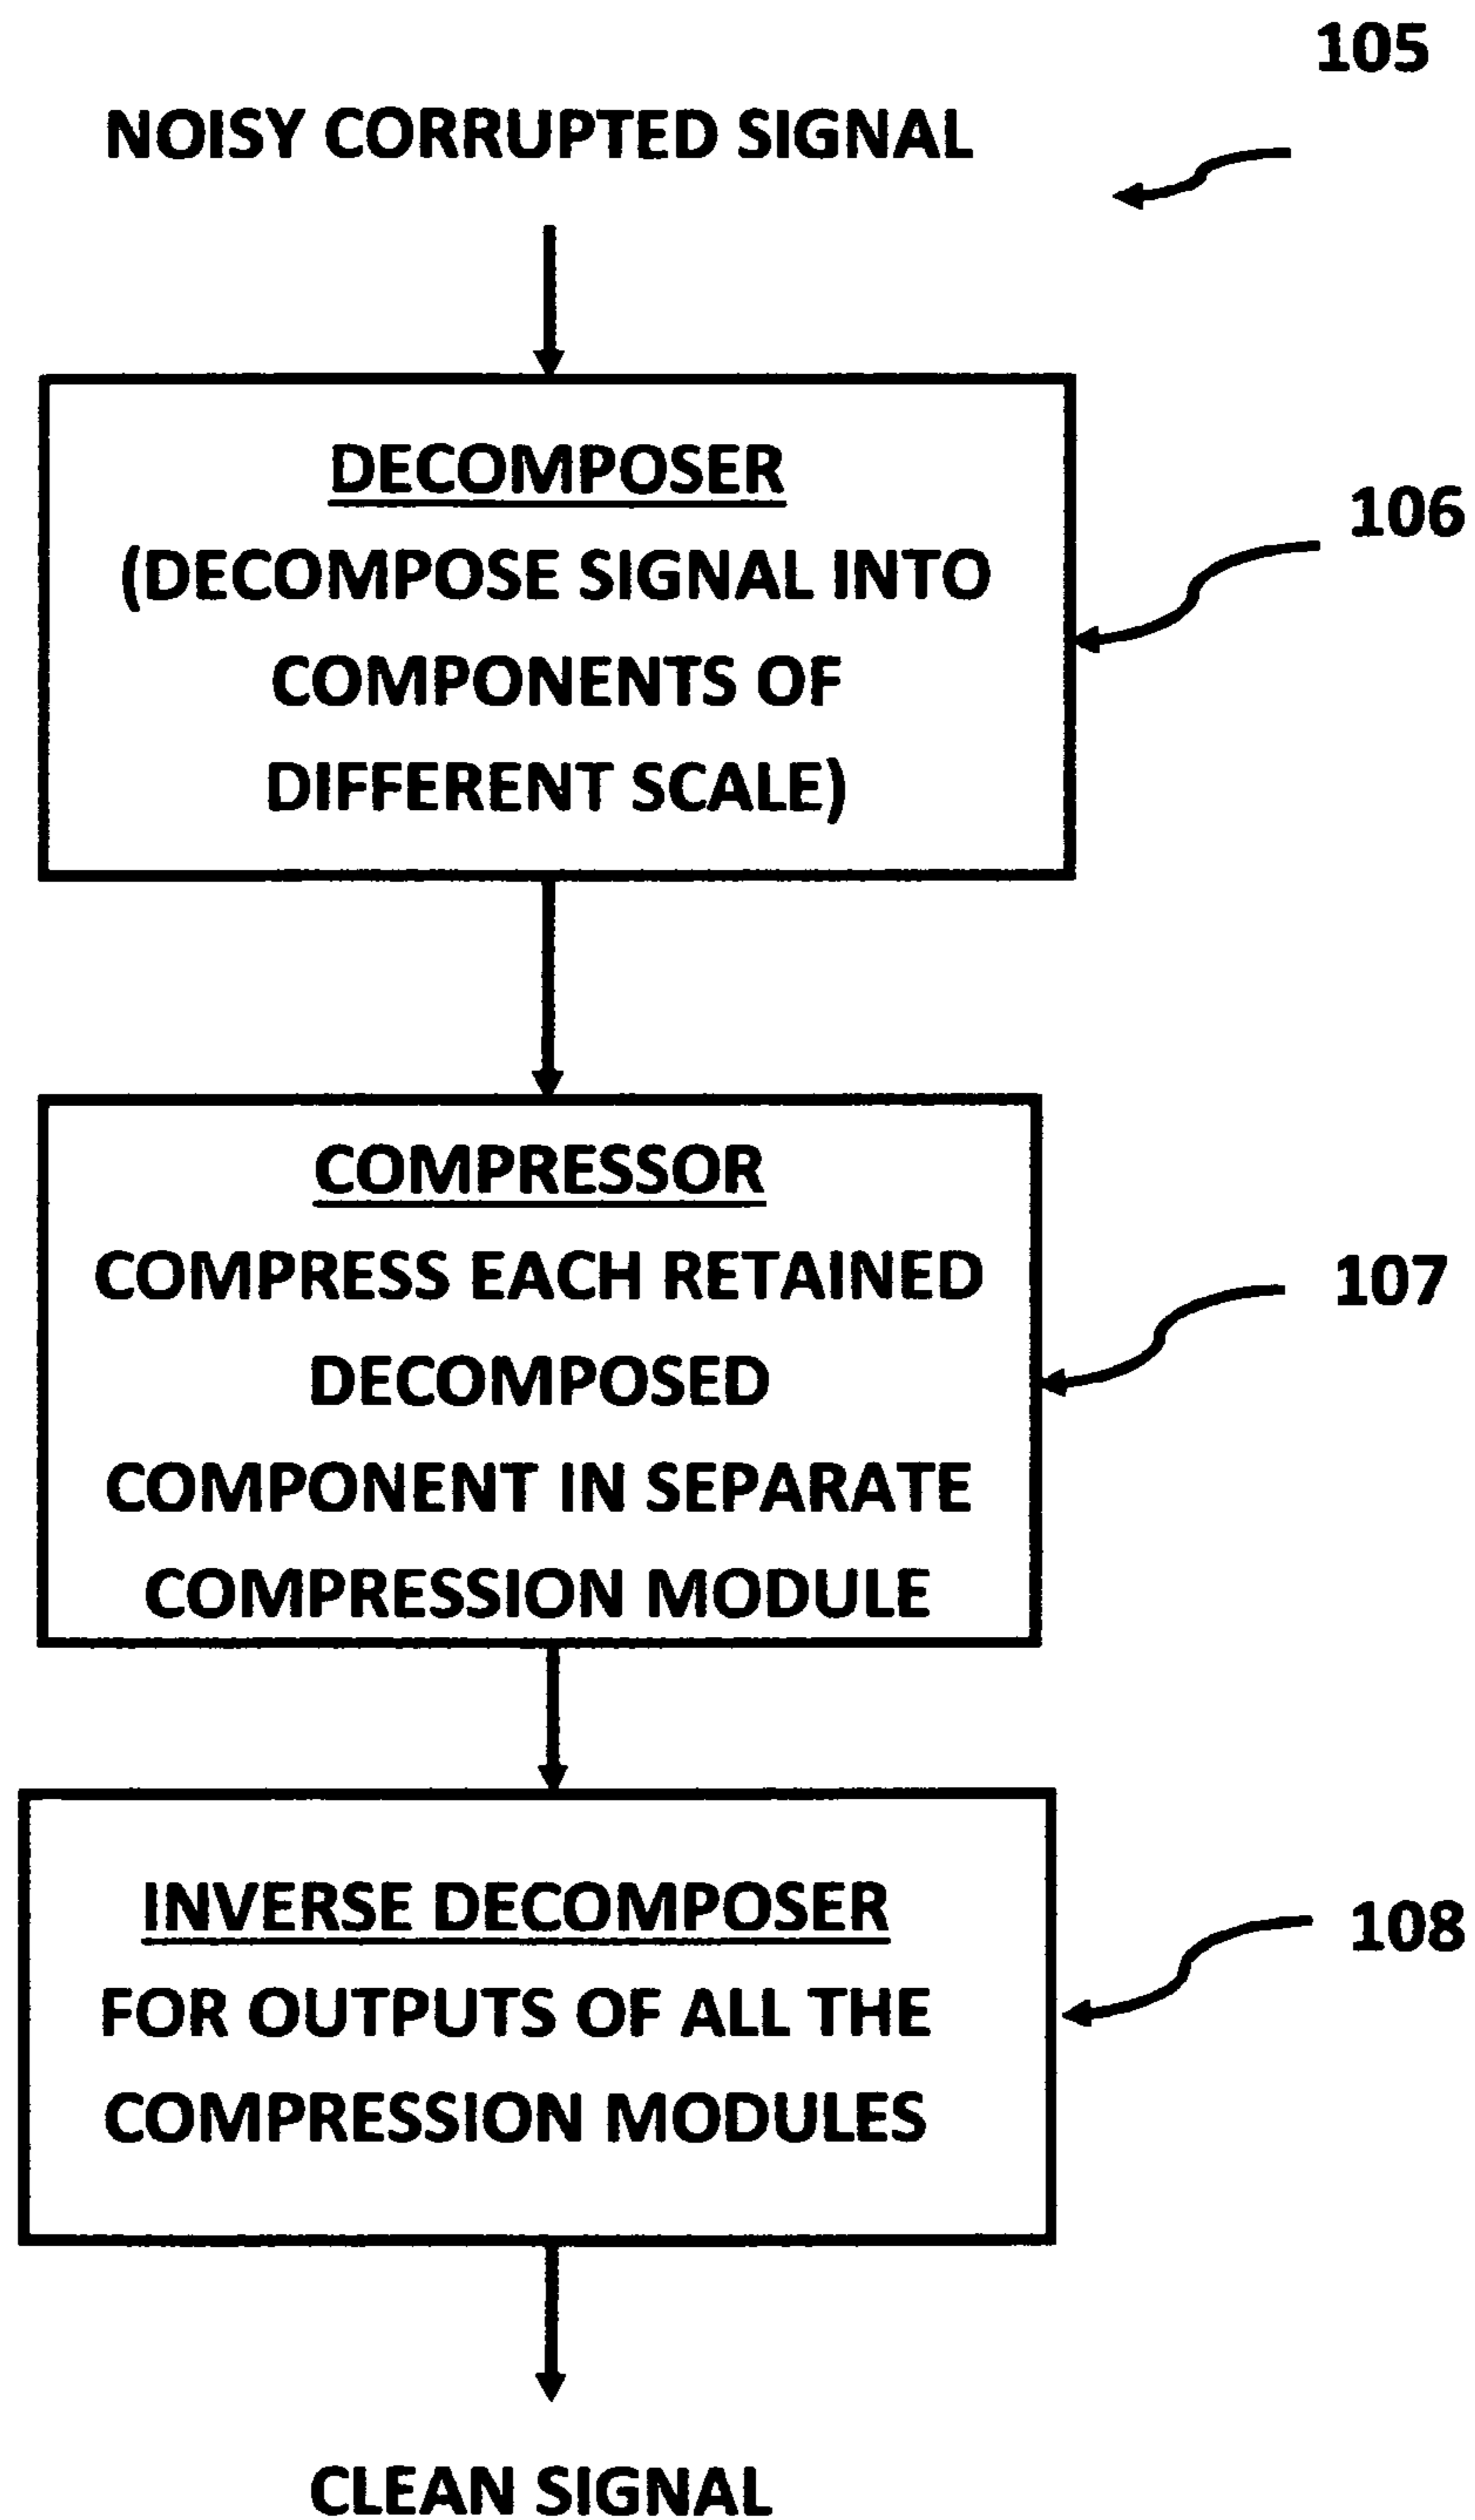 105
NOISY CORRUPTED SIGNAL
DECOMPOSER
106
(DECOMPOSE SIGNAL INTO
COMPONENTS OF
DIFFERENT SCALE)
COMPRESSOR
COMPRESS EACH RETAINED
107
DECOMPOSED
COMPONENT IN SEPARATE
COMPRESSION MODULE
INVERSE DECOMPOSER
108
FOR OUTPUTS OF ALL THE
COMPRESSION MODULES
CLEAN SIGNAL